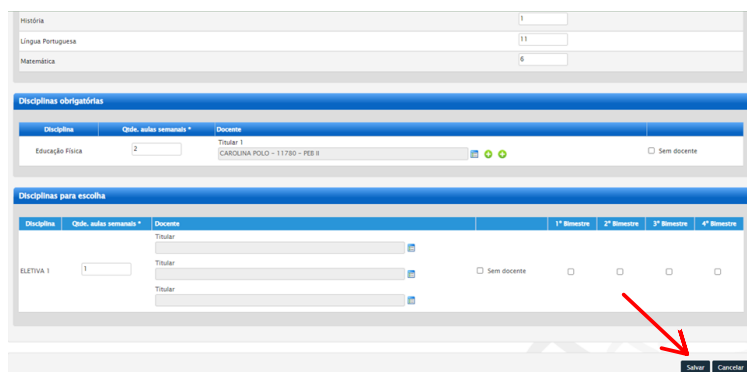 História 1
Língua Portuguesa 11
Matemática 6
Disciplinas obrigatórias
Disciplina Qtde. aulas semanais * Docente
Titular 1
Educação Física 2 CAROLINA POLO - 11780 - PEB II Sem docente
Disciplinas para escolha
Disciplina Qtde. aulas semanais * Docente 1º Bimestre 2º Bimestre 3º Bimestre 4º Bimestre
Titular
Titular
ELETIVA 1 1 Sem docente
Titular
Salvar Cancelar